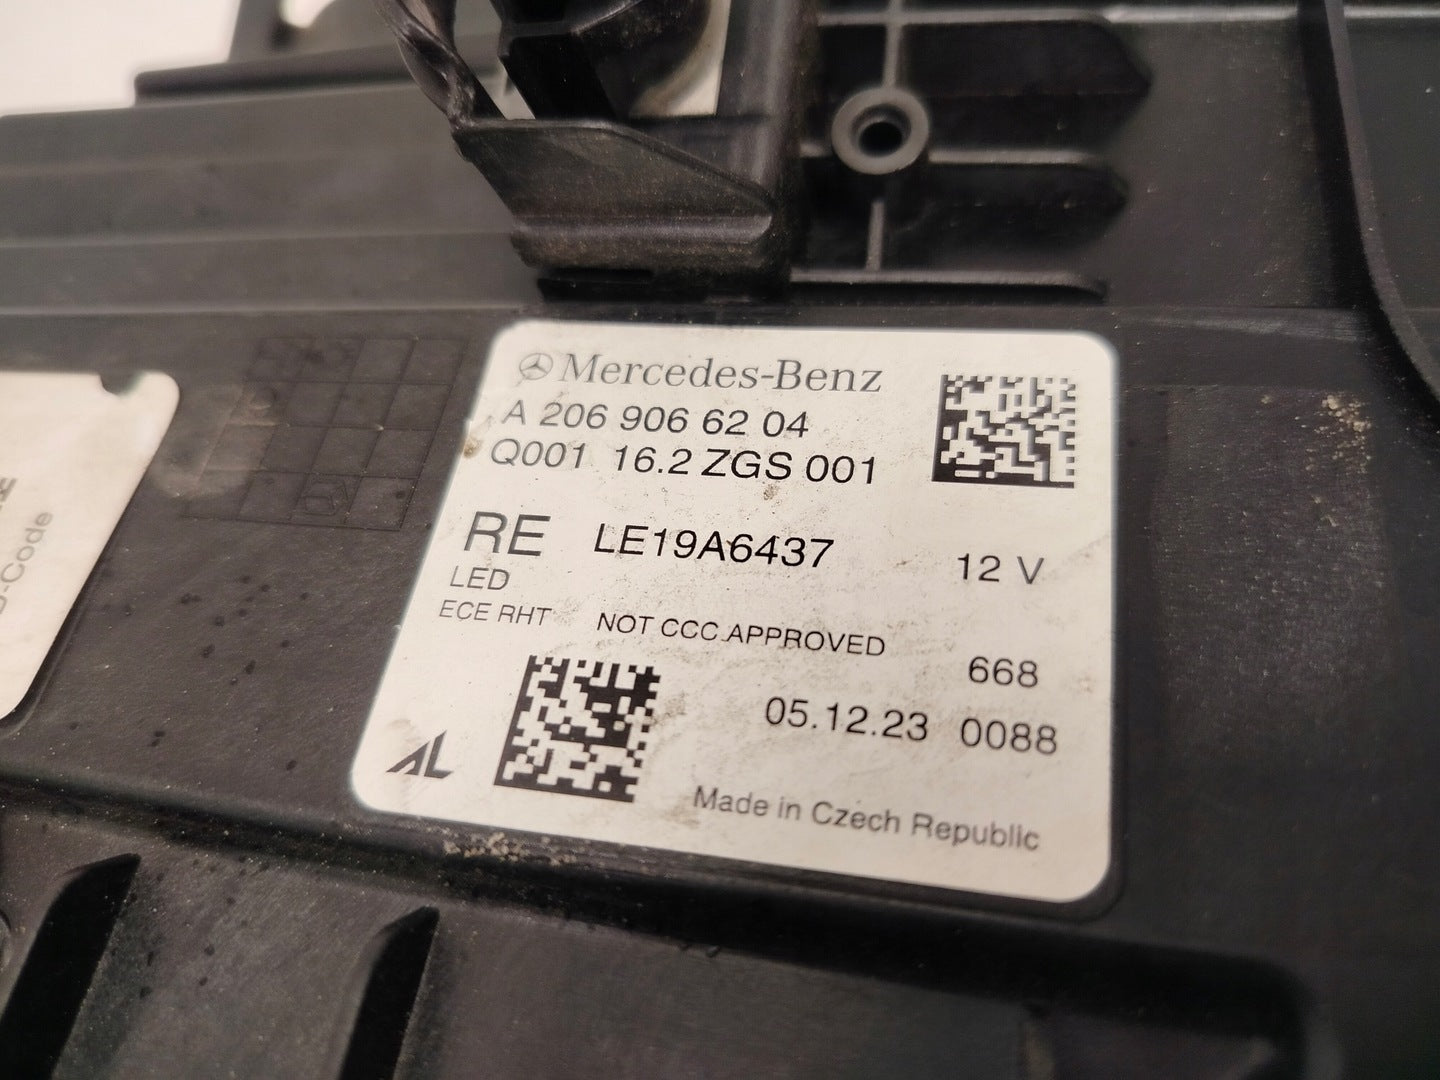 Mercedes-Benz
A 206 906 62 04
Q001 16.2 ZGS 001
RE LE19A6437 12 V
LED
ECE RHT NOT CCC APPROVED
668
05.12.23 0088
AL
Made in Czech Republic
-Code